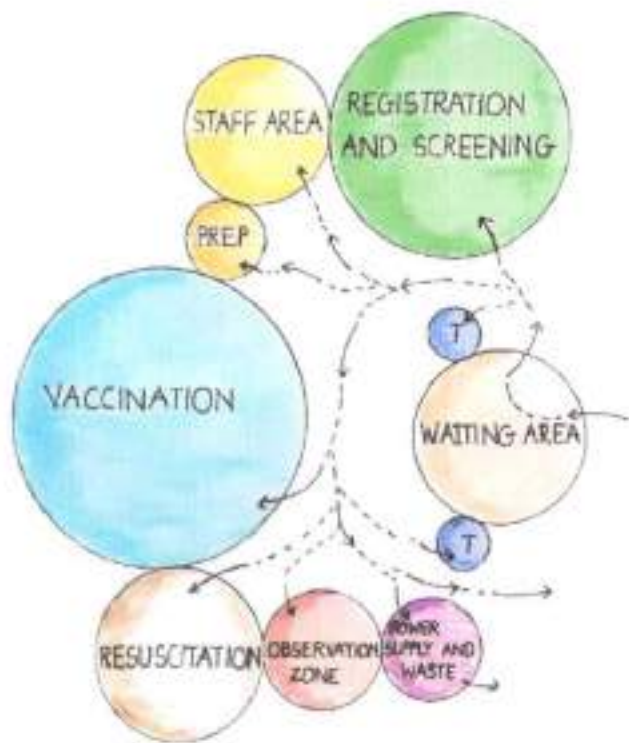 REGISTRATION
AND SCREENING
STAFF AREA
PREP
T
VACCINATION
WAITING AREA
T
RESUSCITATION
OBSERVATION
ZONE
POWER
SUPPLY AND
WASTE